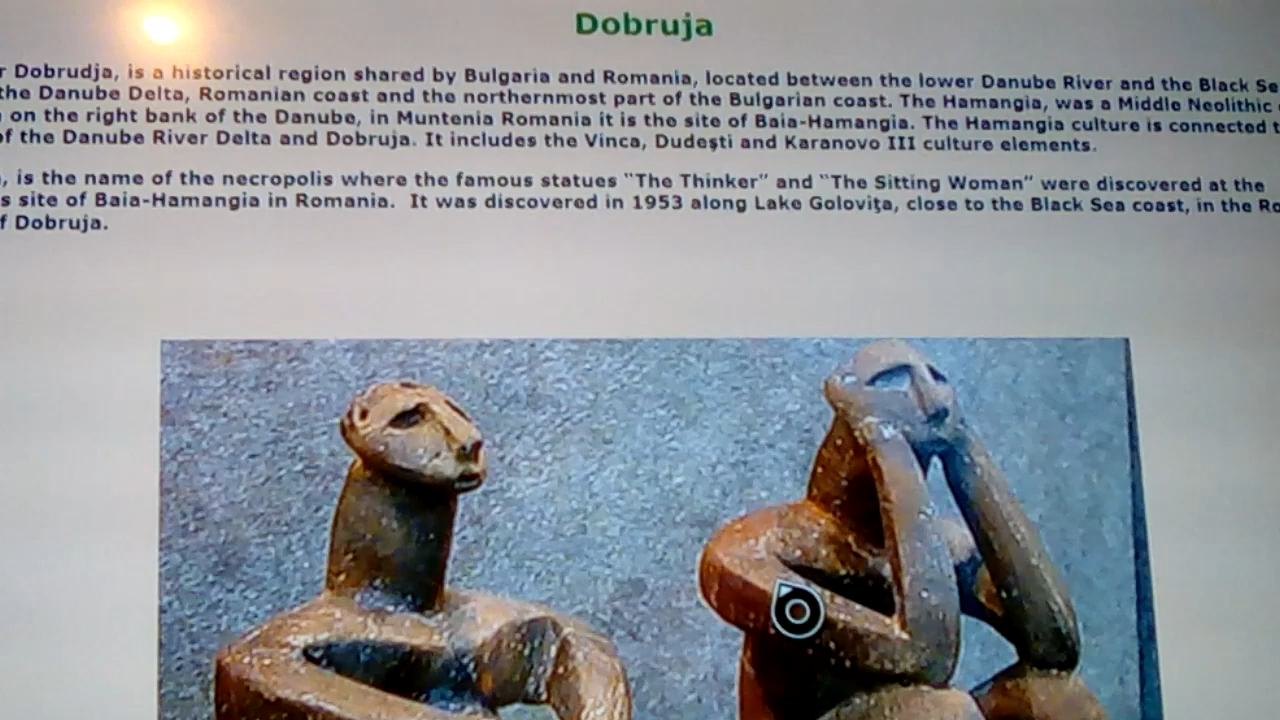 Dobruja
r Dobrudja, is a historical region shared by Bulgaria and Romania, located between the lower Danube River and the Black Se
the Danube Delta, Romanian coast and the northernmost part of the Bulgarian coast. The Hamangia, was a Middle Neolithic
on the right bank of the Danube, in Muntenia Romania it is the site of Baia-Hamangia. The Hamangia culture is connected t
of the Danube River Delta and Dobruja. It includes the Vinca, Dudeşti and Karanovo III culture elements.
, is the name of the necropolis where the famous statues "The Thinker" and "The Sitting Woman" were discovered at the
s site of Baia-Hamangia in Romania. It was discovered in 1953 along Lake Goloviţa, close to the Black Sea coast, in the Ro
f Dobruja.